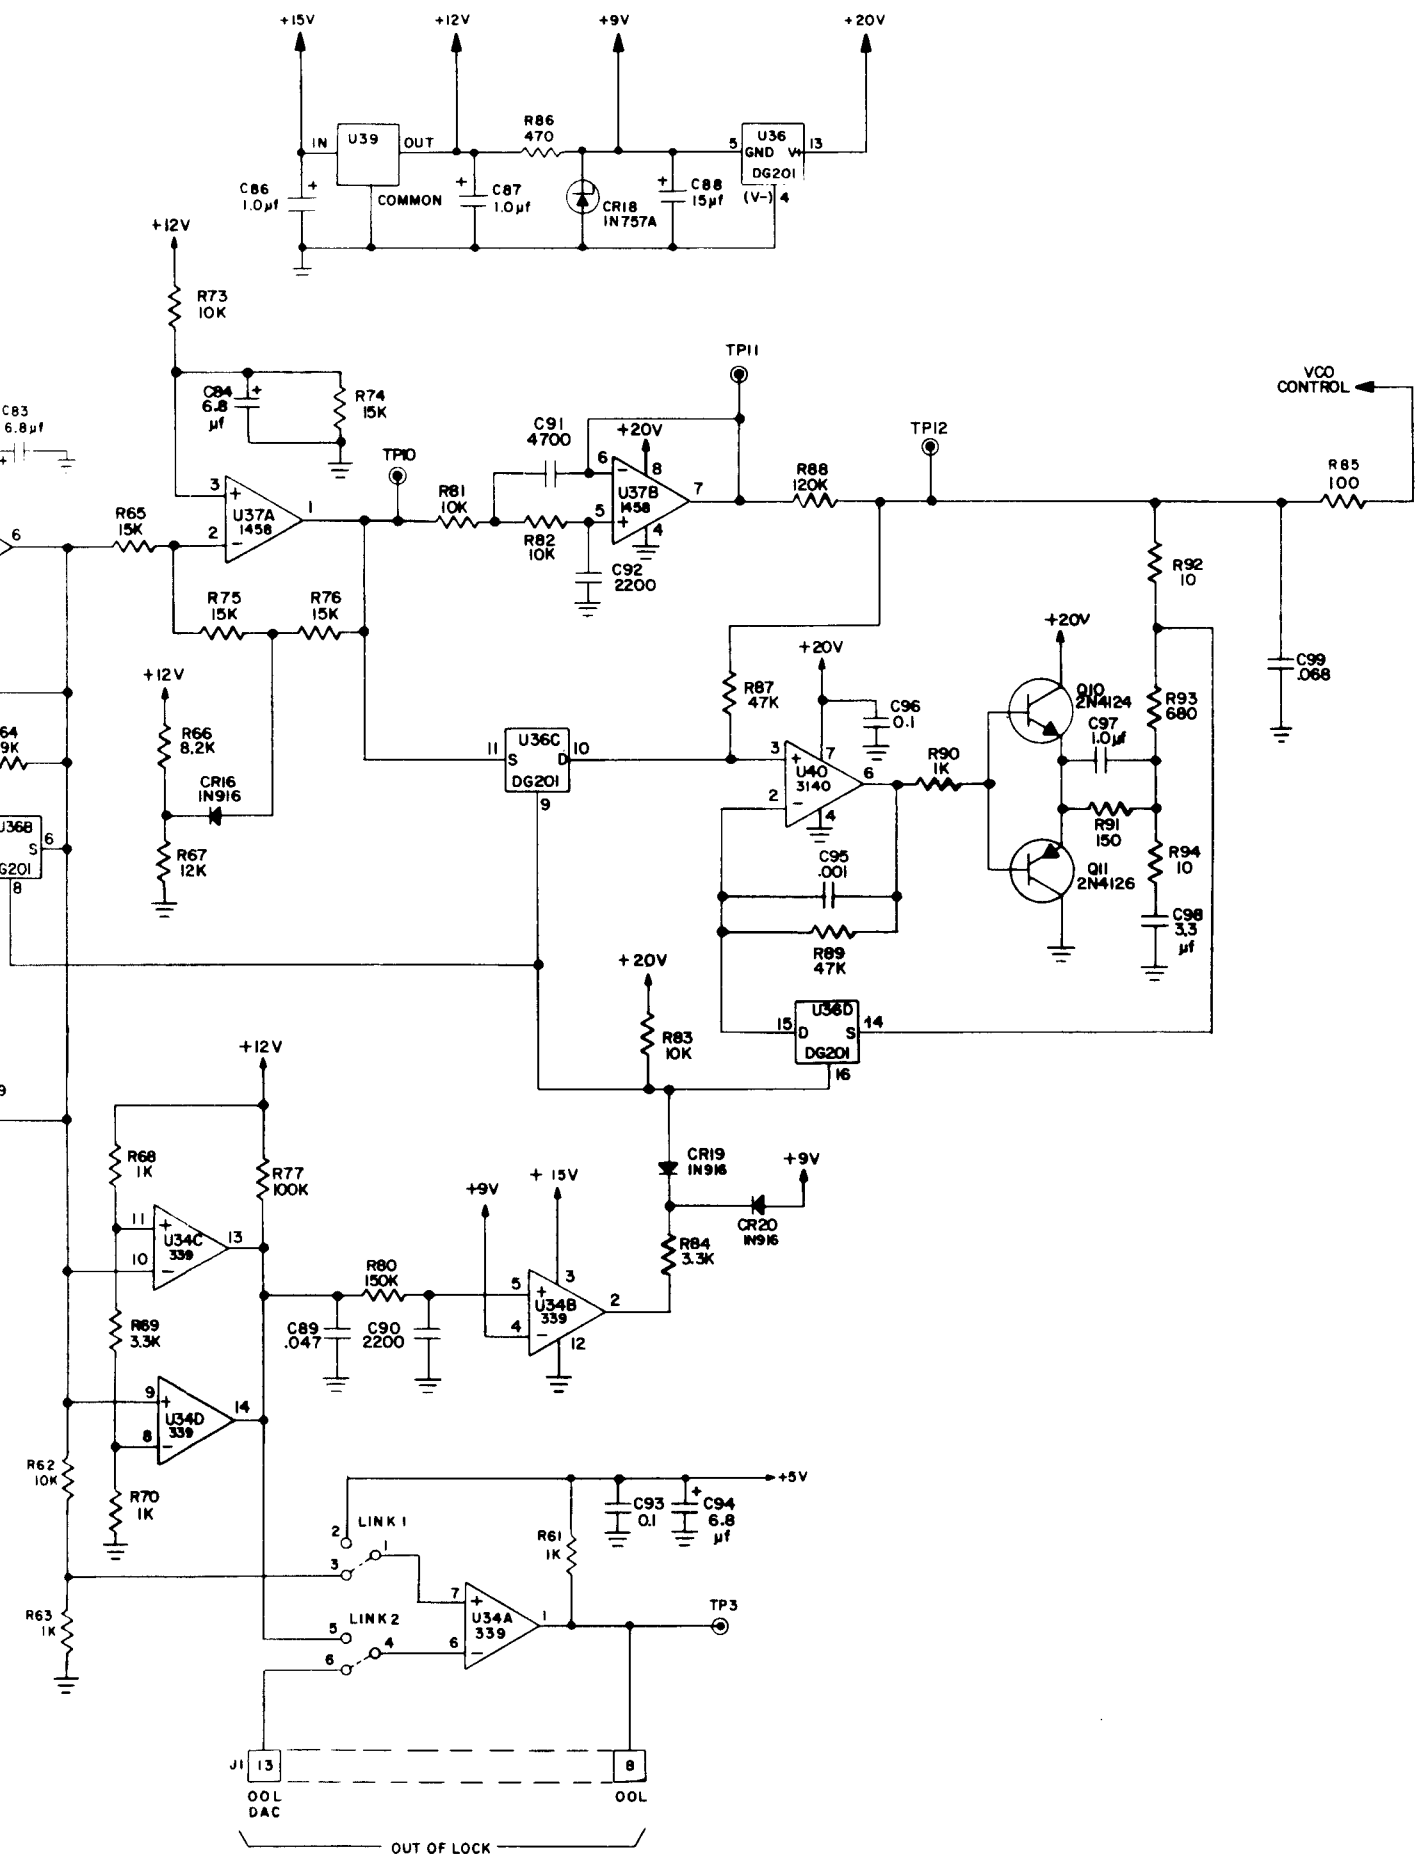 +15V
+12V
+9V
+20V
IN
U39
OUT
COMMON
R86
470
U36
5
GND V+
13
DG201
(V-) 4
C86
1.0µf
+
+
C87
1.0µf
CR18
1N757A
+
C88
15µf
+12V
R73
10K
C84
6.8
µf
+
R74
15K
C83
6.8µf
+
TP11
VCO
CONTROL
TP12
R85
100
TP10
C91
4700
+20V
6
-
8
U37B
1458
7
5
+
4
R88
120K
3
+
U37A
1458
1
2
-
R65
15K
6
R81
10K
R82
10K
C92
2200
R92
10
R75
15K
R76
15K
+20V
+20V
C99
.068
+12V
R66
8.2K
CR16
1N916
R67
12K
R87
47K
C96
0.1
Q10
2N4124
R93
680
C97
1.0µf
64
9K
11
U36C
S D
10
DG201
9
3
+
7
U40
3140
6
2
-
4
R90
1K
R91
150
R94
10
Q11
2N4126
C98
3.3
µf
U36B
S
6
G201
8
C95
.001
R89
47K
+20V
R83
10K
U36D
15
D S
14
DG201
16
9
+12V
R68
1K
R77
100K
CR19
1N916
+9V
CR20
1N916
R84
3.3K
+9V
+15V
11
+
U34C
339
13
10
-
R80
150K
C89
.047
C90
2200
5
+
3
U34B
339
2
4
-
12
R69
3.3K
9
+
U34D
339
14
8
-
R62
10K
R70
1K
+5V
C93
0.1
+
C94
6.8
µf
R61
1K
2
LINK 1
1
3
R63
1K
5
LINK 2
4
6
7
+
U34A
339
1
6
-
TP3
J1
13
8
OOL
DAC
OOL
OUT OF LOCK